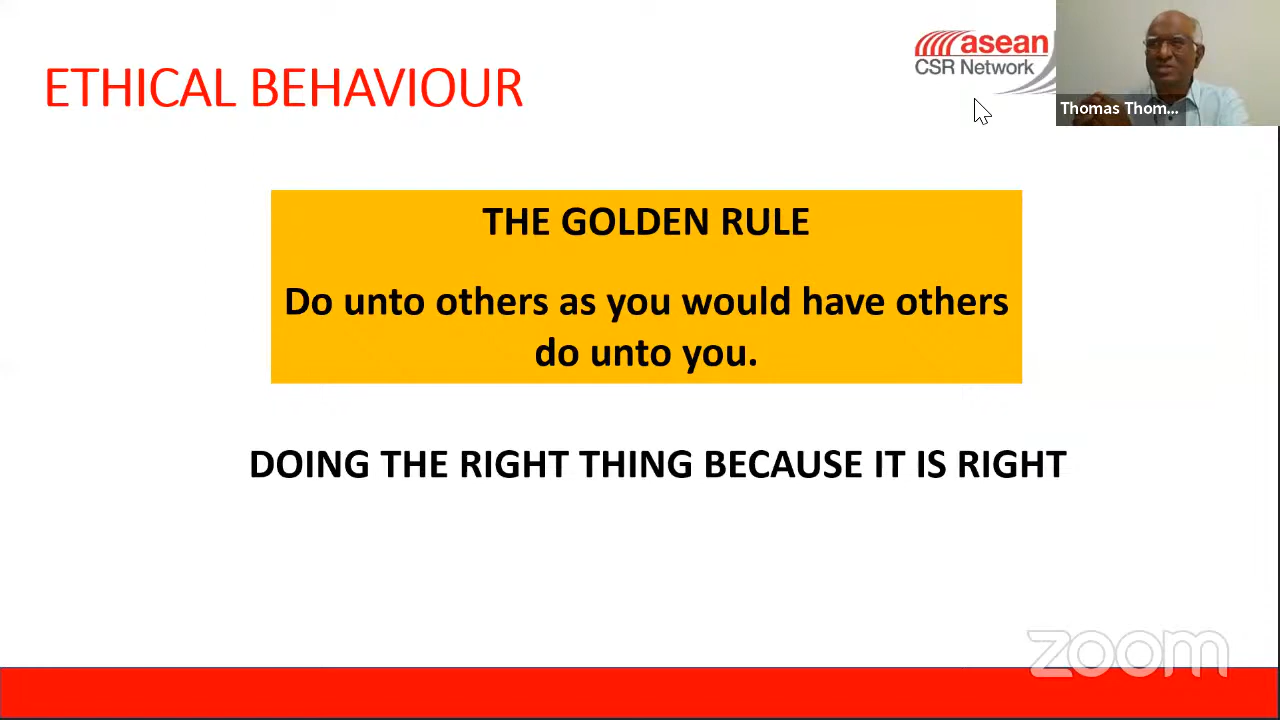 ETHICAL BEHAVIOUR
asean
CSR Network
Thomas Thom...
THE GOLDEN RULE
Do unto others as you would have others
do unto you.
DOING THE RIGHT THING BECAUSE IT IS RIGHT
zoom